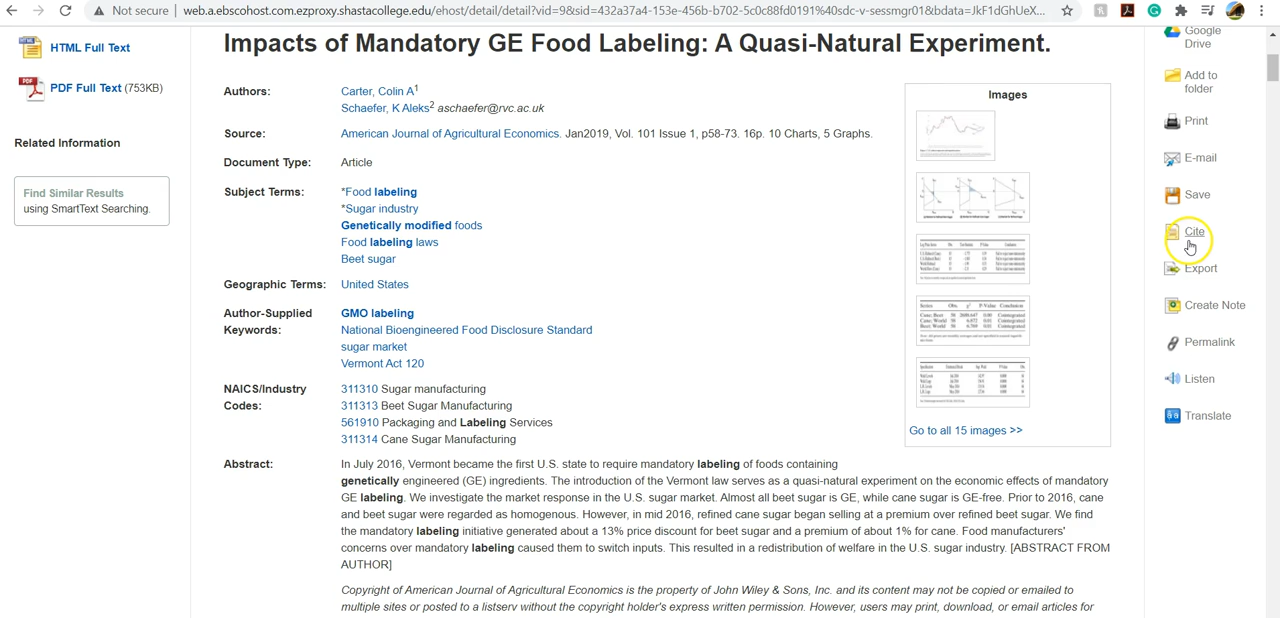 Not secure | web.a.ebscohost.com.ezproxy.shastacollege.edu/ehost/detail/detail?vid=9&sid=432a37a4-153e-456b-b702-5c0c88fd0191%40sdc-v-sessmgr01&bdata=JkF1dGhUeX...
HTML Full Text
PDF Full Text (753KB)
Related Information
Find Similar Results
using SmartText Searching.
Impacts of Mandatory GE Food Labeling: A Quasi-Natural Experiment.
Authors: Carter, Colin A1
Schaefer, K Aleks2 aschaefer@rvc.ac.uk
Source: American Journal of Agricultural Economics. Jan2019, Vol. 101 Issue 1, p58-73. 16p. 10 Charts, 5 Graphs.
Document Type: Article
Subject Terms: *Food labeling
*Sugar industry
Genetically modified foods
Food labeling laws
Beet sugar
Geographic Terms: United States
Author-Supplied GMO labeling
Keywords: National Bioengineered Food Disclosure Standard
sugar market
Vermont Act 120
NAICS/Industry 311310 Sugar manufacturing
Codes: 311313 Beet Sugar Manufacturing
561910 Packaging and Labeling Services
311314 Cane Sugar Manufacturing
Abstract: In July 2016, Vermont became the first U.S. state to require mandatory labeling of foods containing
genetically engineered (GE) ingredients. The introduction of the Vermont law serves as a quasi-natural experiment on the economic effects of mandatory
GE labeling. We investigate the market response in the U.S. sugar market. Almost all beet sugar is GE, while cane sugar is GE-free. Prior to 2016, cane
and beet sugar were regarded as homogenous. However, in mid 2016, refined cane sugar began selling at a premium over refined beet sugar. We find
the mandatory labeling initiative generated about a 13% price discount for beet sugar and a premium of about 1% for cane. Food manufacturers'
concerns over mandatory labeling caused them to switch inputs. This resulted in a redistribution of welfare in the U.S. sugar industry. [ABSTRACT FROM
AUTHOR]
Copyright of American Journal of Agricultural Economics is the property of John Wiley & Sons, Inc. and its content may not be copied or emailed to
multiple sites or posted to a listserv without the copyright holder's express written permission. However, users may print, download, or email articles for
Images
Go to all 15 images >>
Google
Drive
Add to
folder
Print
E-mail
Save
Cite
Export
Create Note
Permalink
Listen
Translate